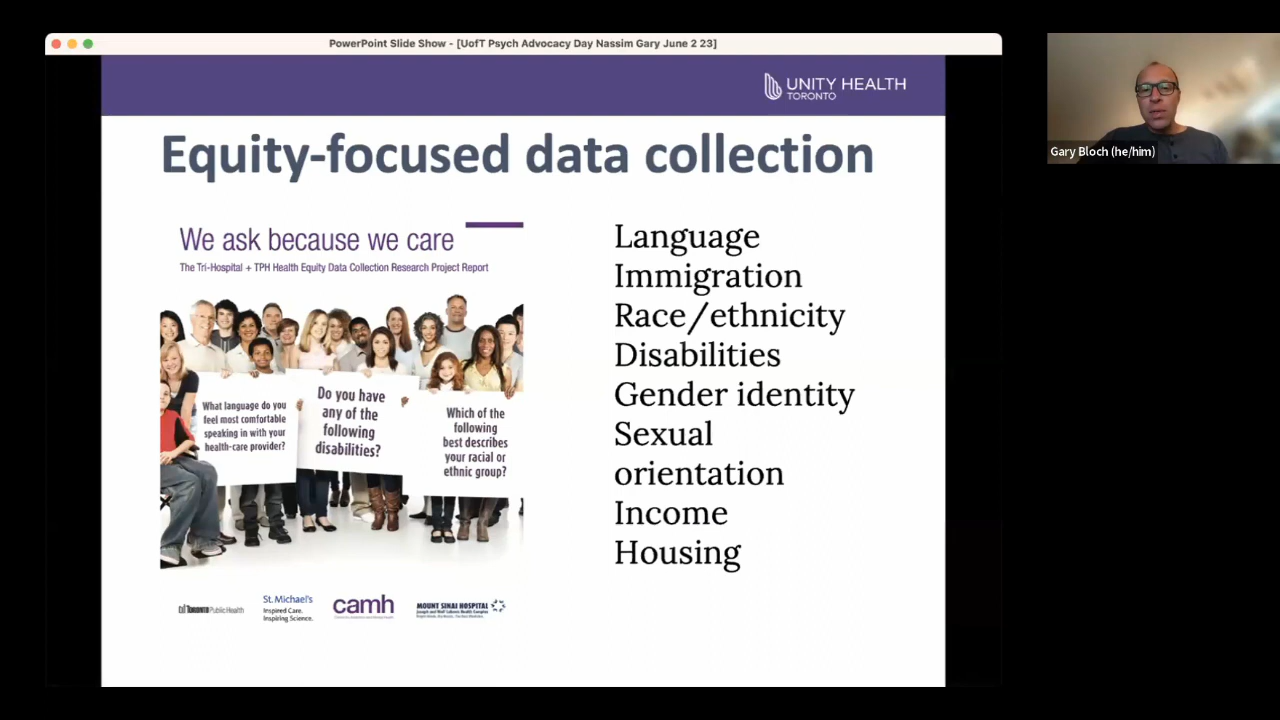 PowerPoint Slide Show - [UofT Psych Advocacy Day Nassim Gary June 2 23]
UNITY HEALTH
TORONTO
Equity-focused data collection
We ask because we care
The Tri-Hospital + TPH Health Equity Data Collection Research Project Report
What language do you
feel most comfortable
speaking in with your
health-care provider?
Do you have
any of the
following
disabilities?
Which of the
following
best describes
your racial or
ethnic group?
Language
Immigration
Race/ethnicity
Disabilities
Gender identity
Sexual
orientation
Income
Housing
TORONTO Public Health
St. Michael's
Inspired Care.
Inspiring Science.
camh
MOUNT SINAI HOSPITAL
Gary Bloch (he/him)